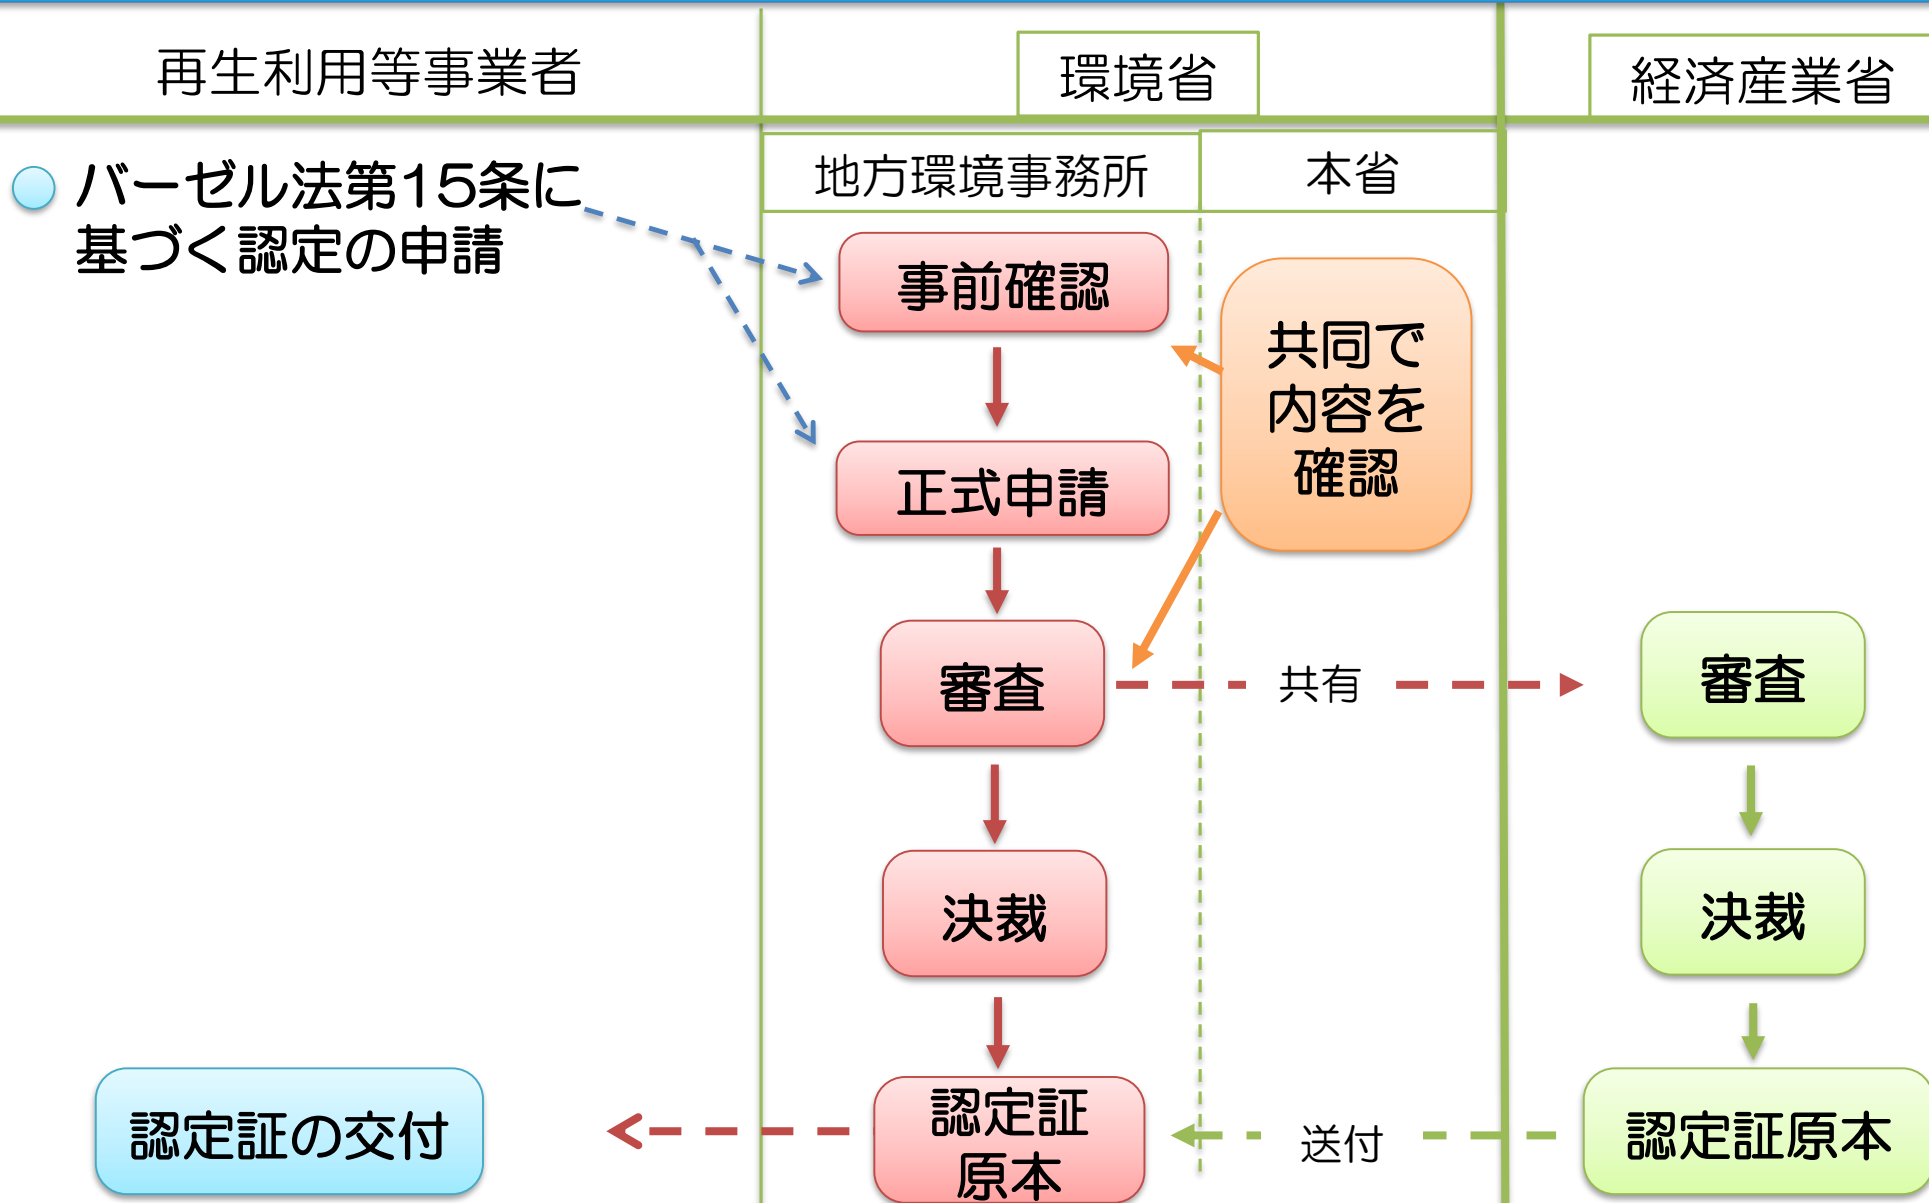 再生利用等事業者
環境省
経済産業省
地方環境事務所
本省
バーゼル法第15条に
基づく認定の申請
事前確認
共同で
内容を
確認
正式申請
審査
共有
審査
決裁
決裁
認定証の交付
認定証
原本
送付
認定証原本